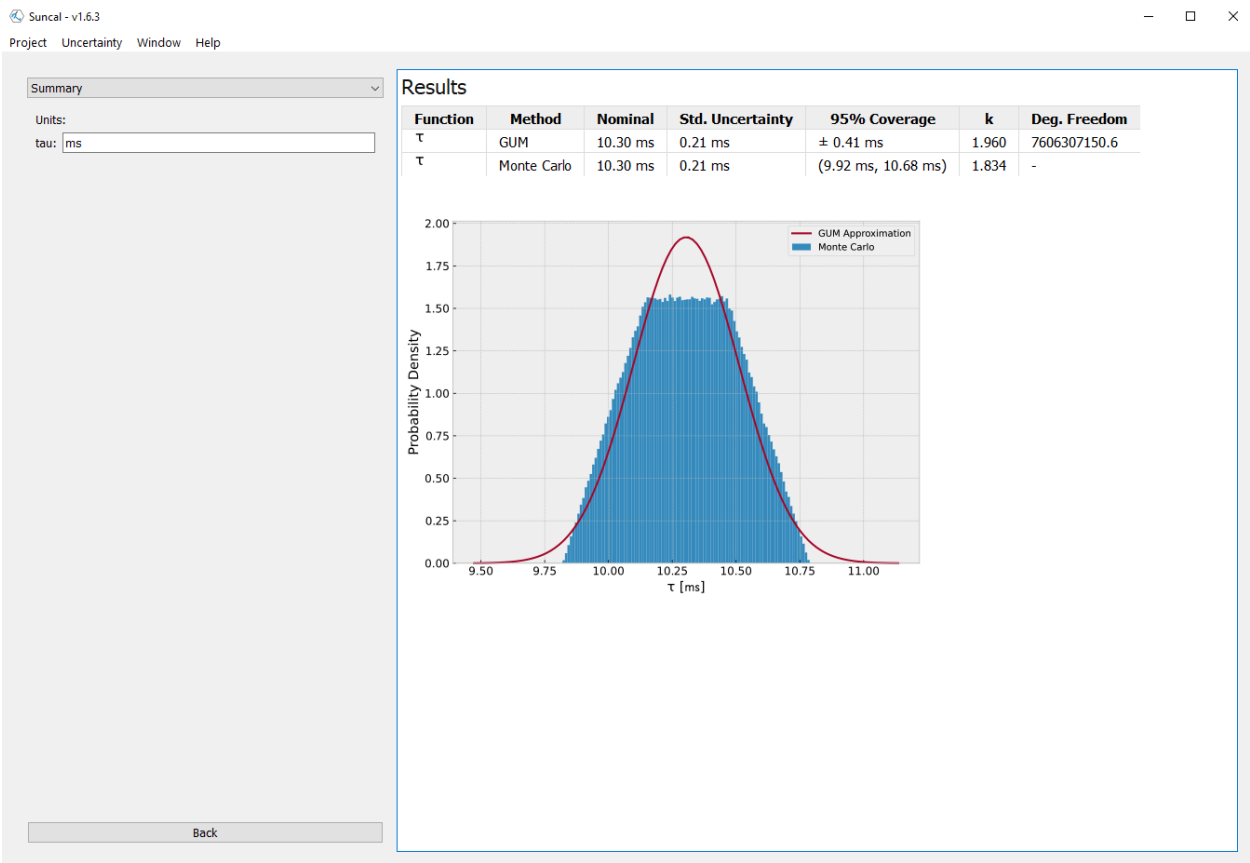 Suncal - v1.6.3
Project Uncertainty Window Help
Summary
Units:
tau: ms
Back
Results
Function Method Nominal Std. Uncertainty 95% Coverage k Deg. Freedom
τ GUM 10.30 ms 0.21 ms ± 0.41 ms 1.960 7606307150.6
τ Monte Carlo 10.30 ms 0.21 ms (9.92 ms, 10.68 ms) 1.834 -
GUM Approximation
Monte Carlo
Probability Density
2.00
1.75
1.50
1.25
1.00
0.75
0.50
0.25
0.00
9.50 9.75 10.00 10.25 10.50 10.75 11.00
τ [ms]